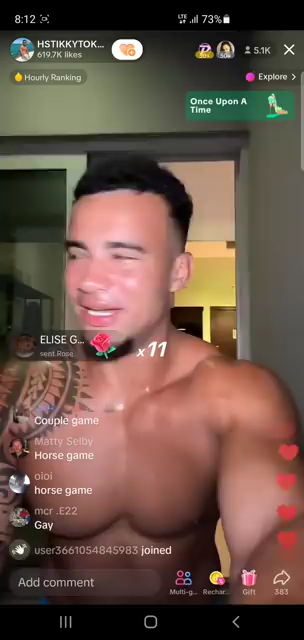 8:12
LTE
73%
HSTIKKYTOK...
619.7K likes
5.1K
Hourly Ranking
Explore
Once Upon A
Time
ELISE G...
sent Rose
x11
Couple game
Matty Selby
Horse game
oioi
horse game
mcr .E22
Gay
user3661054845983 joined
Add comment
Multi-g...
Rechar...
Gift
383